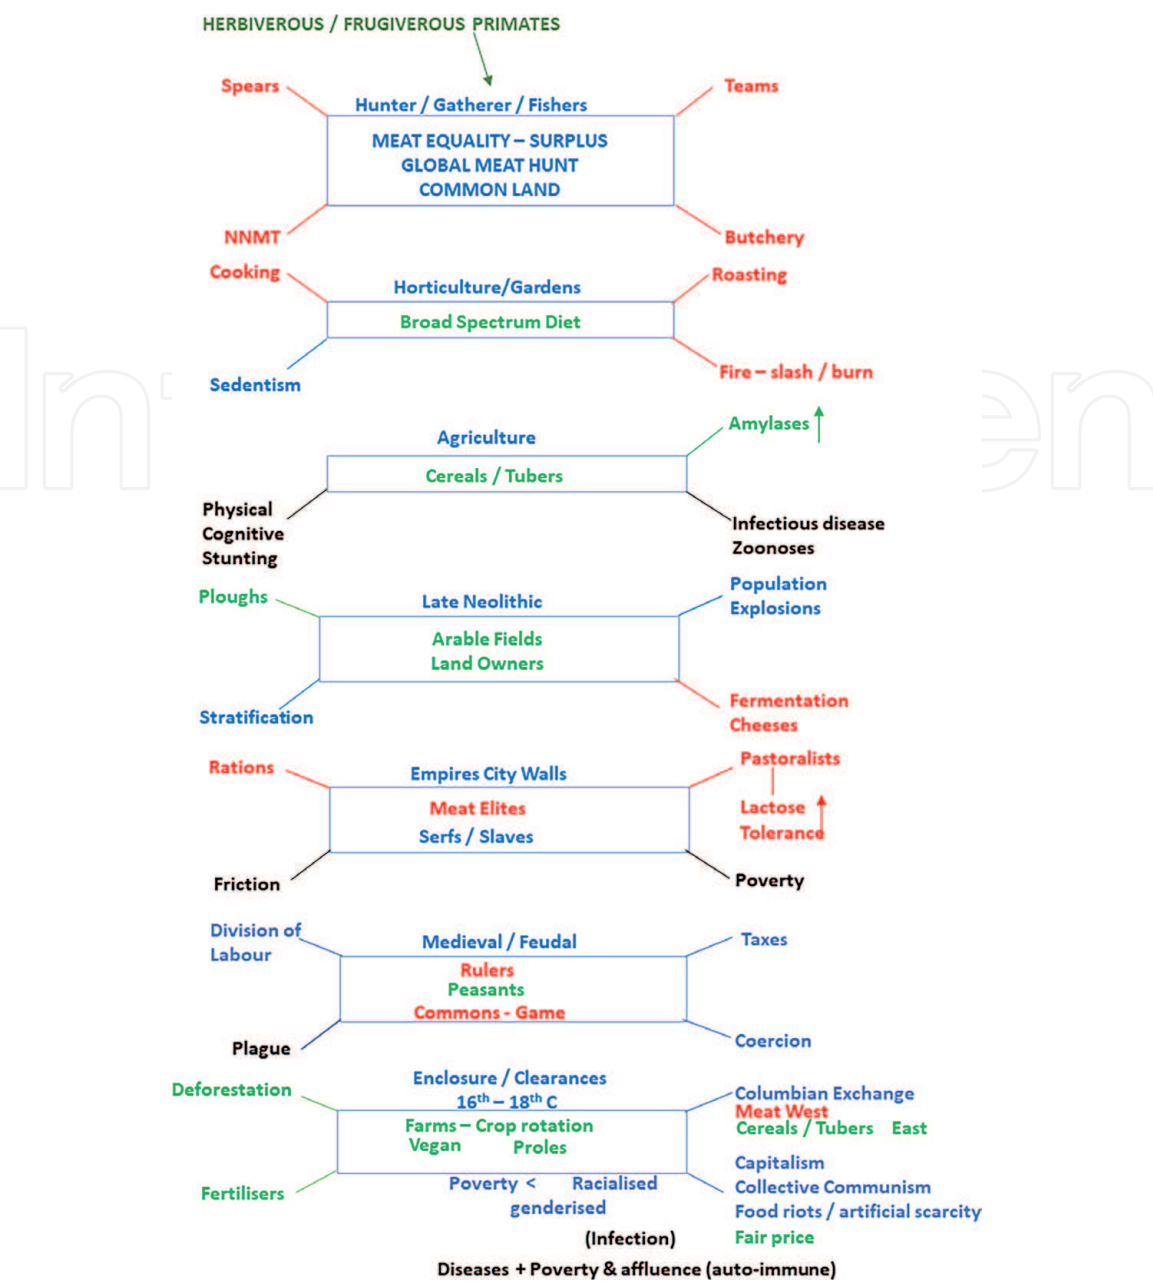 HERBIVEROUS / FRUGIVEROUS PRIMATES
Spears
Teams
Hunter / Gatherer / Fishers
MEAT EQUALITY – SURPLUS
GLOBAL MEAT HUNT
COMMON LAND
NNMT
Butchery
Cooking
Roasting
Horticulture/Gardens
Broad Spectrum Diet
Sedentism
Fire – slash / burn
Amylases
Agriculture
Cereals / Tubers
Physical
Cognitive
Stunting
Infectious disease
Zoonoses
Ploughs
Population
Explosions
Late Neolithic
Arable Fields
Land Owners
Stratification
Fermentation
Cheeses
Rations
Pastoralists
Empires City Walls
Meat Elites
Serfs / Slaves
Lactose
Tolerance
Friction
Poverty
Division of
Labour
Medieval / Feudal
Taxes
Rulers
Peasants
Commons - Game
Plague
Coercion
Deforestation
Enclosure / Clearances
16th – 18th C
Columbian Exchange
Meat West
Cereals / Tubers East
Farms – Crop rotation
Vegan Proles
Fertilisers
Poverty < Racialised
genderised
Capitalism
Collective Communism
Food riots / artificial scarcity
Fair price
(Infection)
Diseases + Poverty & affluence (auto-immune)